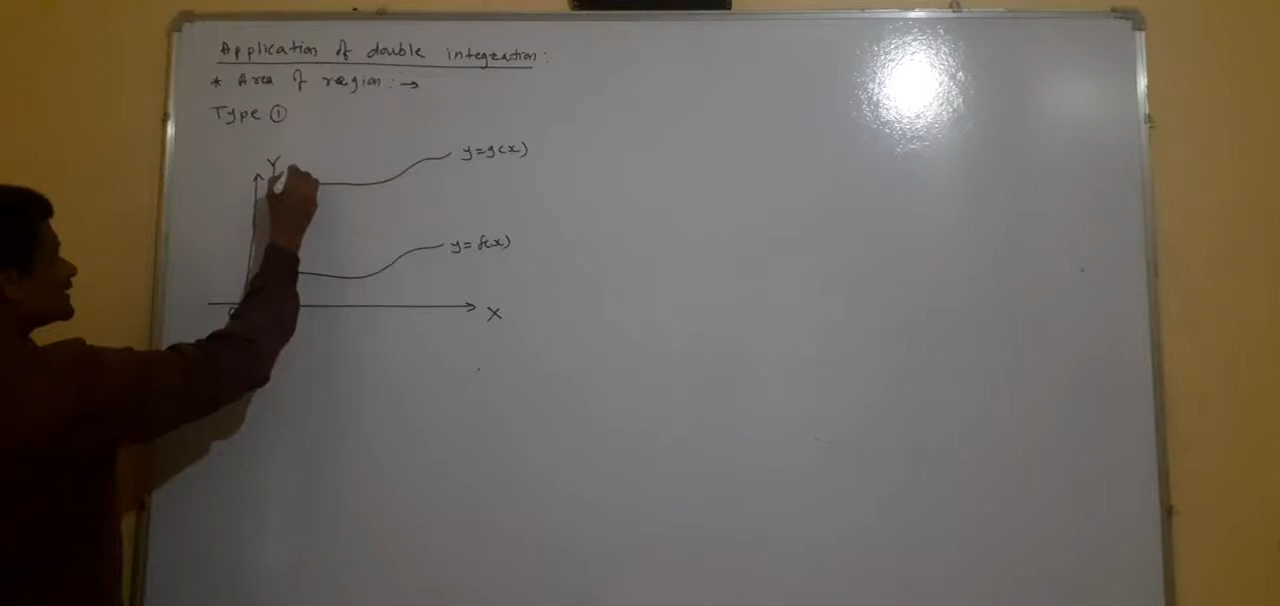 Application of double integration:
* Area of region: →
Type ①
Y
y=g(x)
y=f(x)
X